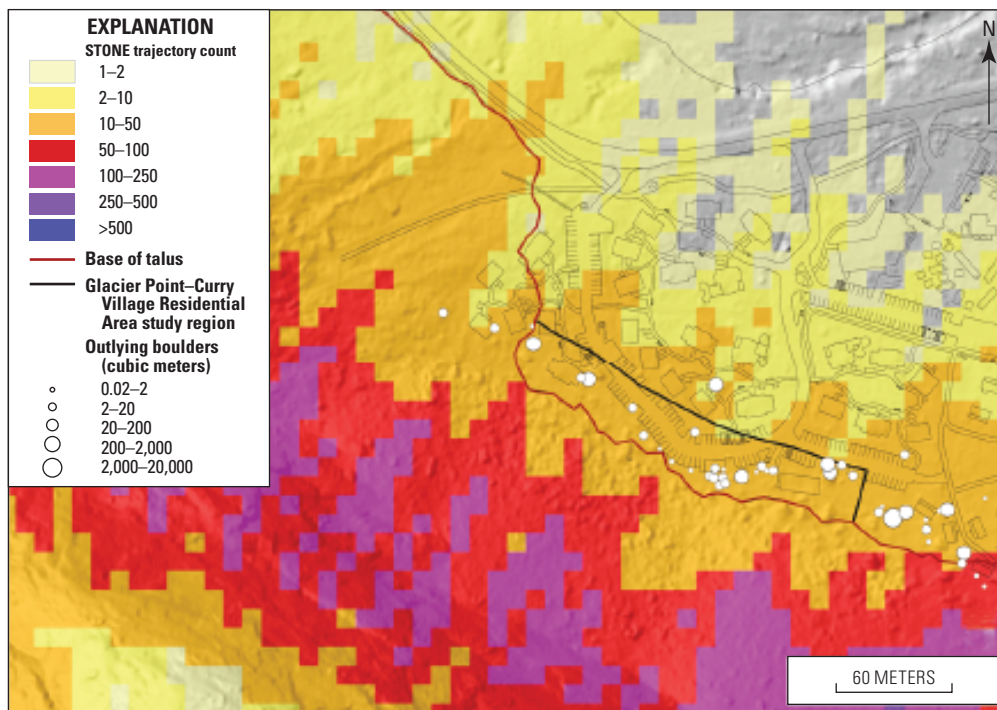 EXPLANATION
STONE trajectory count
1–2
2–10
10–50
50–100
100–250
250–500
>500
Base of talus
Glacier Point–Curry
Village Residential
Area study region
Outlying boulders
(cubic meters)
0.02–2
2–20
20–200
200–2,000
2,000–20,000
N
60 METERS